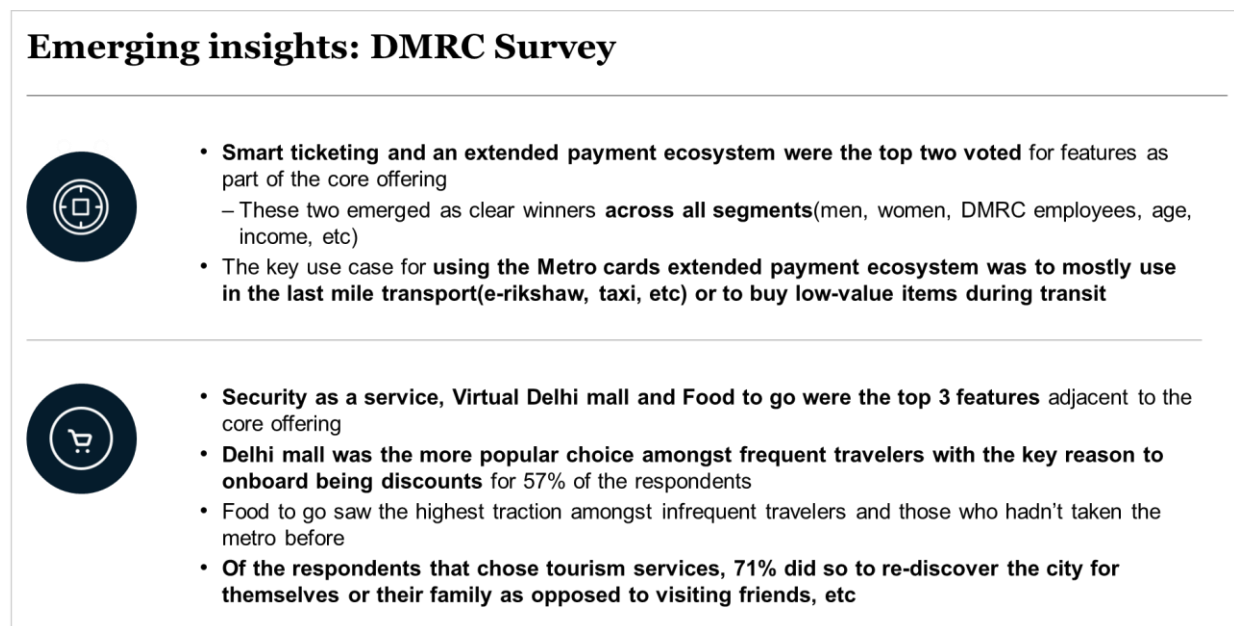 Emerging insights: DMRC Survey
• Smart ticketing and an extended payment ecosystem were the top two voted for features as
part of the core offering
– These two emerged as clear winners across all segments(men, women, DMRC employees, age,
income, etc)
• The key use case for using the Metro cards extended payment ecosystem was to mostly use
in the last mile transport(e-rikshaw, taxi, etc) or to buy low-value items during transit
• Security as a service, Virtual Delhi mall and Food to go were the top 3 features adjacent to the
core offering
• Delhi mall was the more popular choice amongst frequent travelers with the key reason to
onboard being discounts for 57% of the respondents
• Food to go saw the highest traction amongst infrequent travelers and those who hadn’t taken the
metro before
• Of the respondents that chose tourism services, 71% did so to re-discover the city for
themselves or their family as opposed to visiting friends, etc